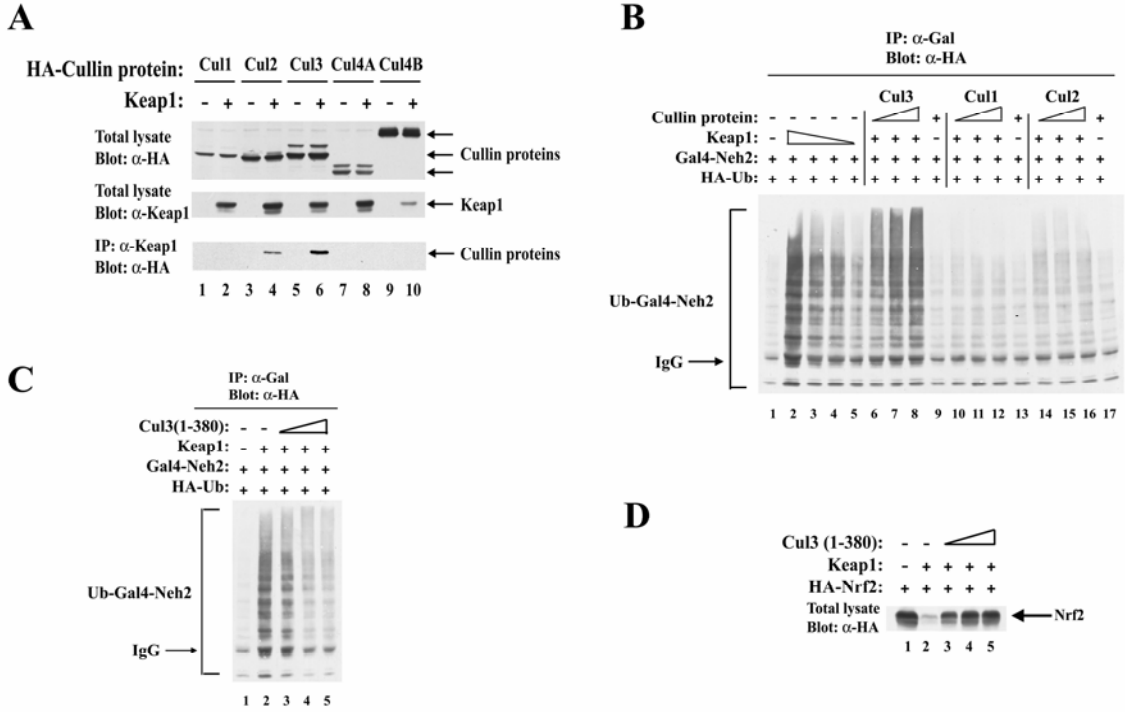 A
HA-Cullin protein: Cul1 Cul2 Cul3 Cul4A Cul4B
Keap1: - + - + - + - + - +
Total lysate
Blot: α-HA
Cullin proteins
Total lysate
Blot: α-Keap1
Keap1
IP: α-Keap1
Blot: α-HA
Cullin proteins
1 2 3 4 5 6 7 8 9 10
B
IP: α-Gal
Blot: α-HA
Cul3 Cul1 Cul2
Cullin protein: - - - - - + + +
Keap1: - + + + - + + + - + + + -
Gal4-Neh2: + + + + + + + + + + + + + + + + +
HA-Ub: + + + + + + + + + + + + + + + + +
Ub-Gal4-Neh2
IgG
1 2 3 4 5 6 7 8 9 10 11 12 13 14 15 16 17
C
IP: α-Gal
Blot: α-HA
Cul3(1-380): - -
Keap1: - + + + +
Gal4-Neh2: + + + + +
HA-Ub: + + + + +
Ub-Gal4-Neh2
IgG
1 2 3 4 5
D
Cul3 (1-380): - -
Keap1: - + + + +
HA-Nrf2: + + + + +
Total lysate
Blot: α-HA
Nrf2
1 2 3 4 5